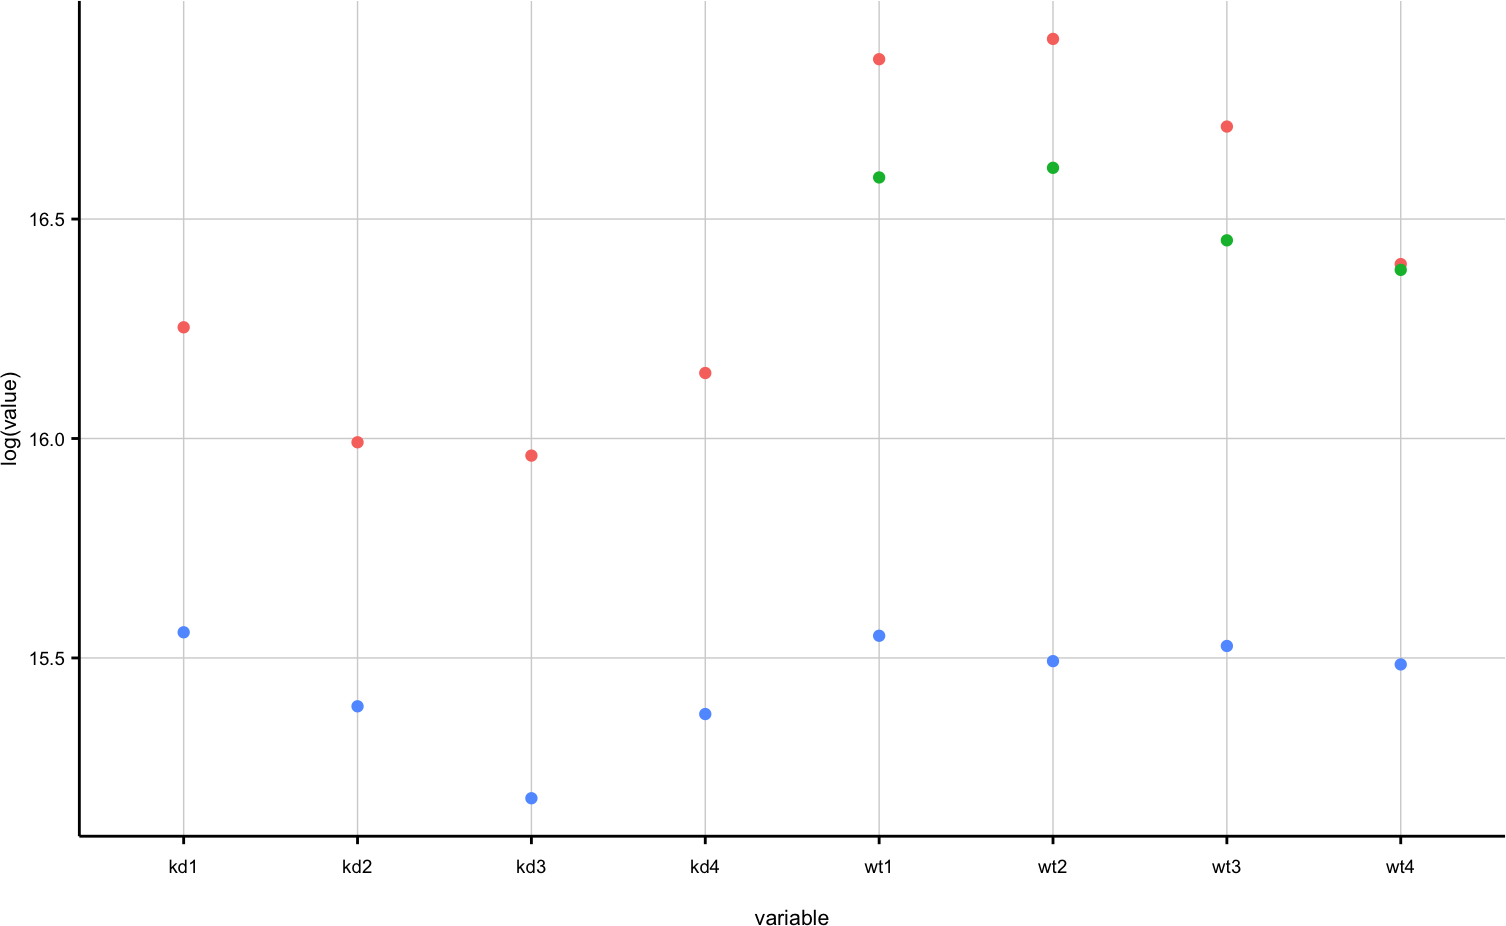 log(value)
16.5
16.0
15.5
kd1 kd2 kd3 kd4 wt1 wt2 wt3 wt4
variable